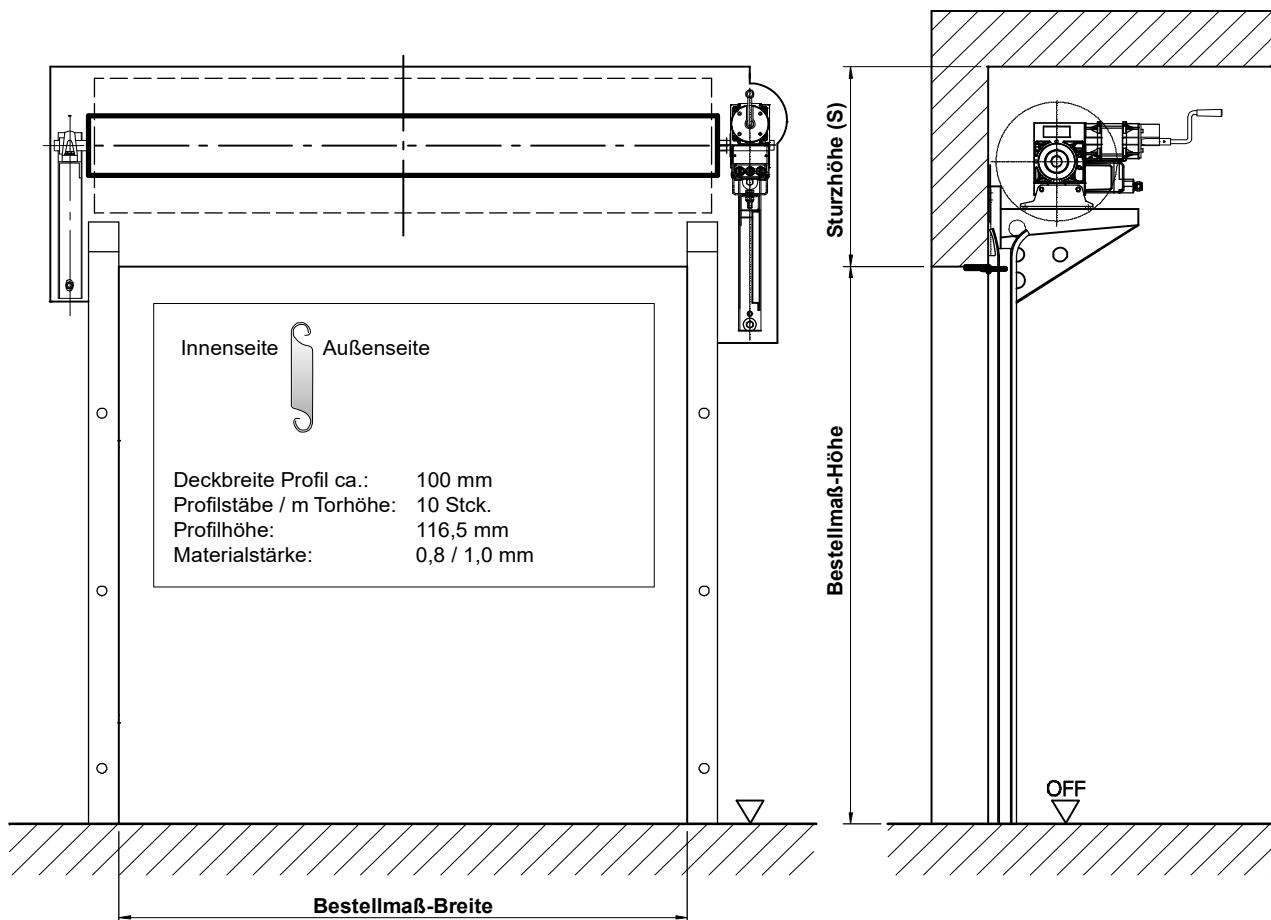 Sturzhöhe (S)
Innenseite
Außenseite
Deckbreite Profil ca.: 100 mm
Profilstäbe / m Torhöhe: 10 Stck.
Profilhöhe: 116,5 mm
Materialstärke: 0,8 / 1,0 mm
Bestellmaß-Höhe
OFF
Bestellmaß-Breite